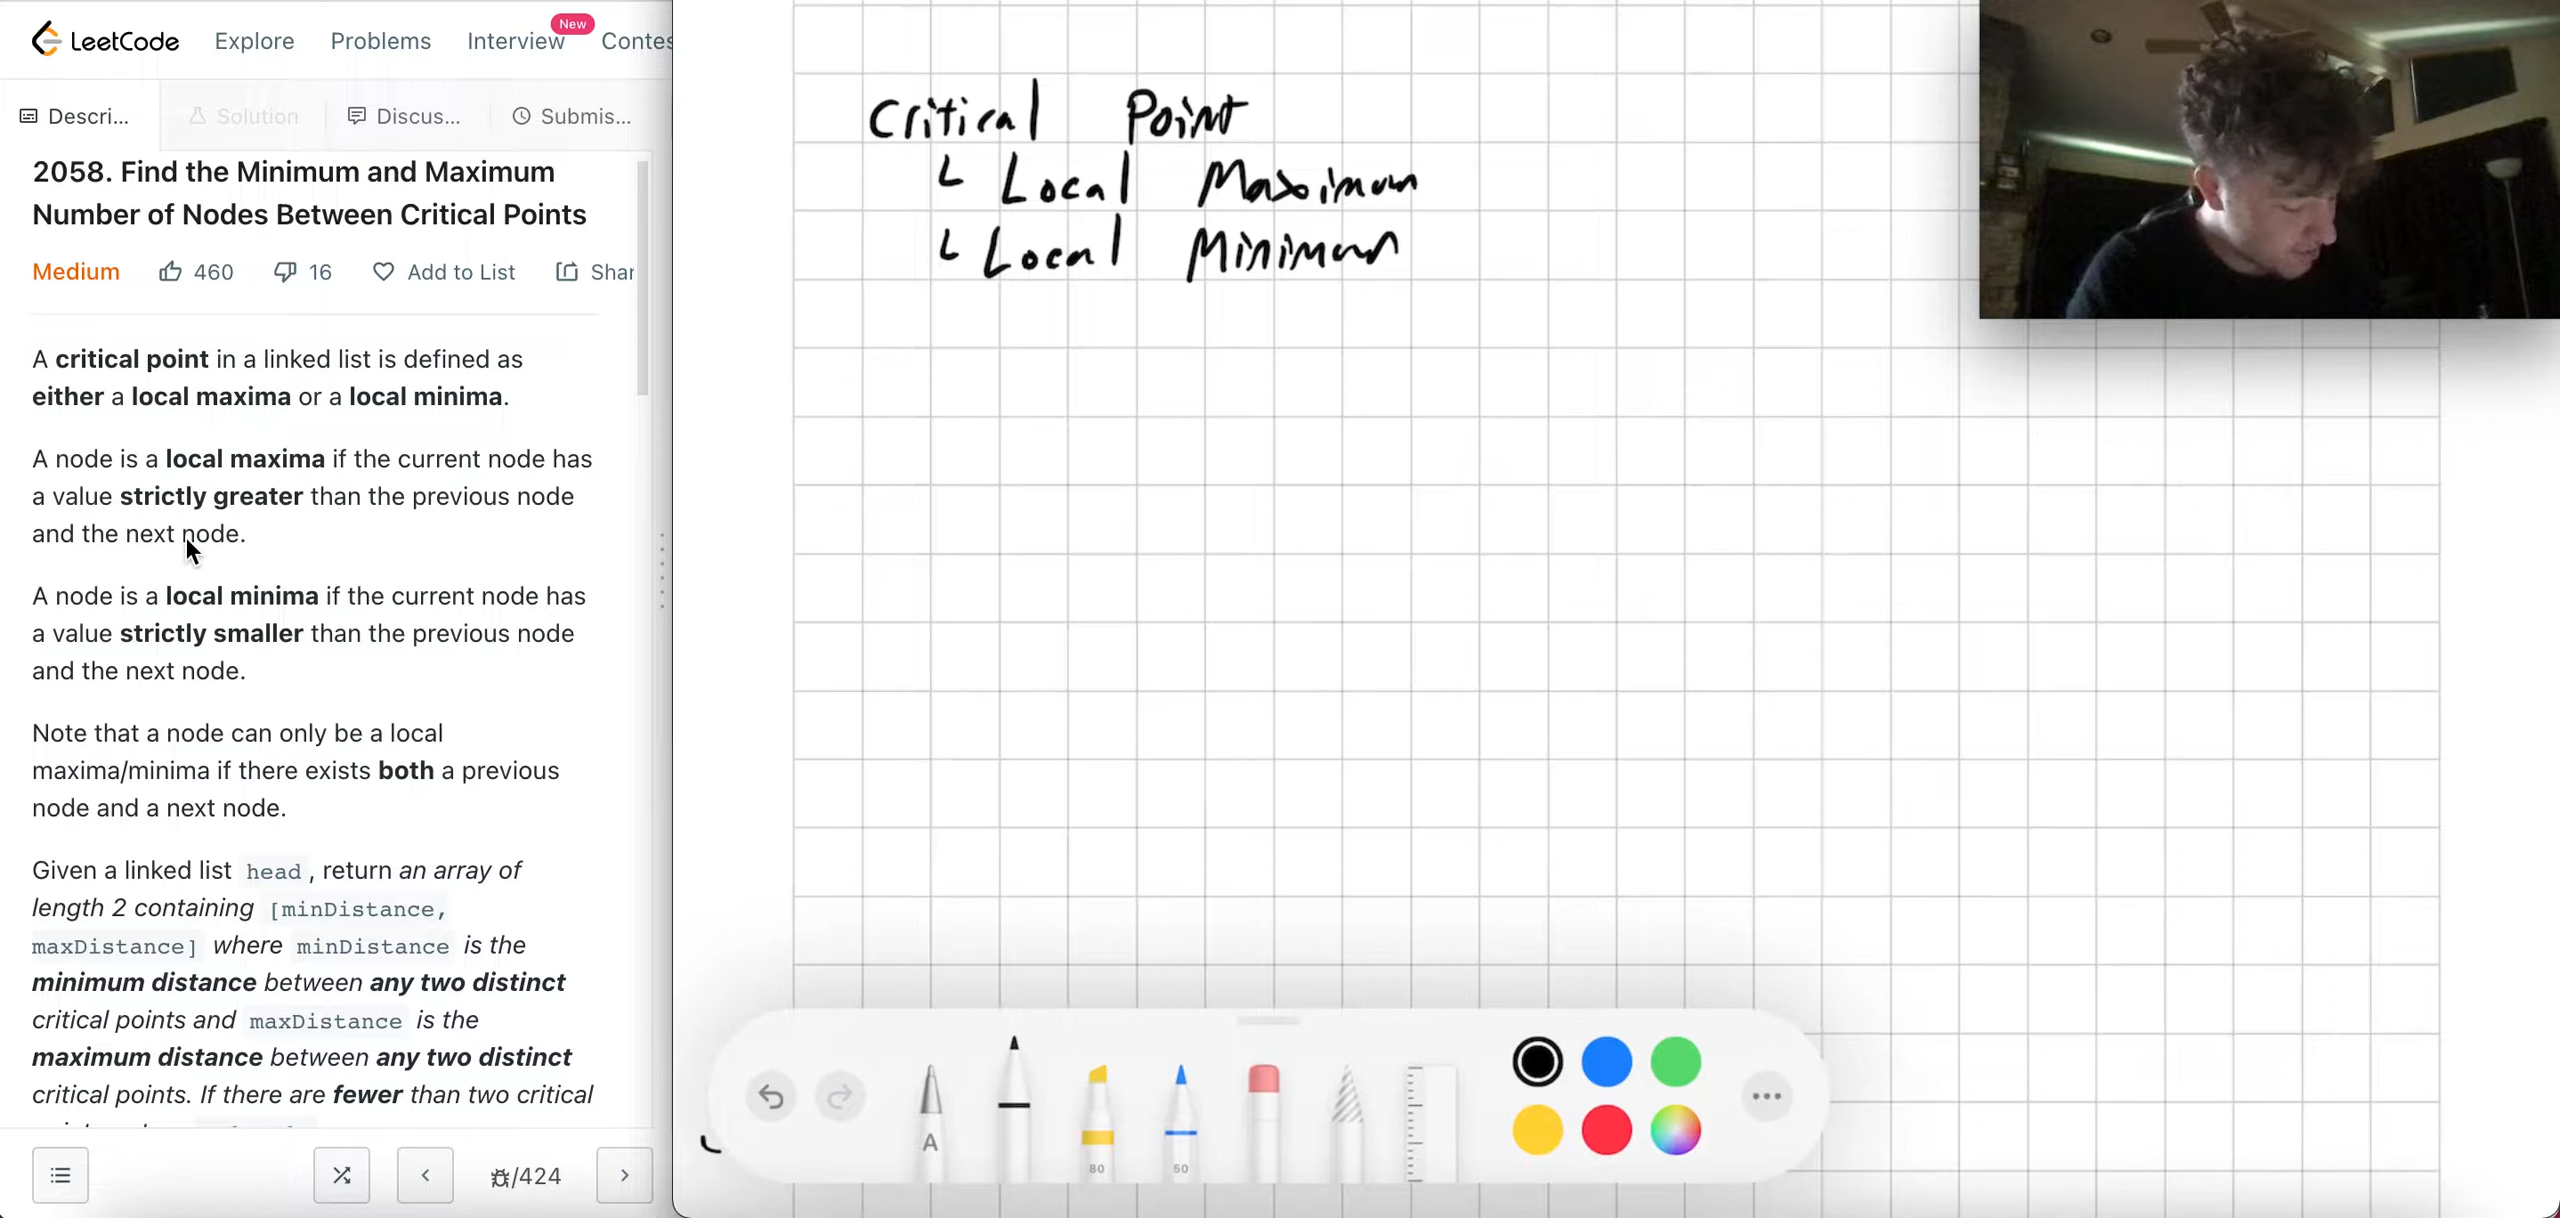 LeetCode Explore Problems Interview New Contes
Descri... Solution Discus... Submis...
2058. Find the Minimum and Maximum
Number of Nodes Between Critical Points
Medium 460 16 Add to List Shar
A critical point in a linked list is defined as
either a local maxima or a local minima.
A node is a local maxima if the current node has
a value strictly greater than the previous node
and the next node.
A node is a local minima if the current node has
a value strictly smaller than the previous node
and the next node.
Note that a node can only be a local
maxima/minima if there exists both a previous
node and a next node.
Given a linked list head , return an array of
length 2 containing [minDistance,
maxDistance] where minDistance is the
minimum distance between any two distinct
critical points and maxDistance is the
maximum distance between any two distinct
critical points. If there are fewer than two critical
/424
Critical Point
Local Maximum
Local Minimum
A
80
50